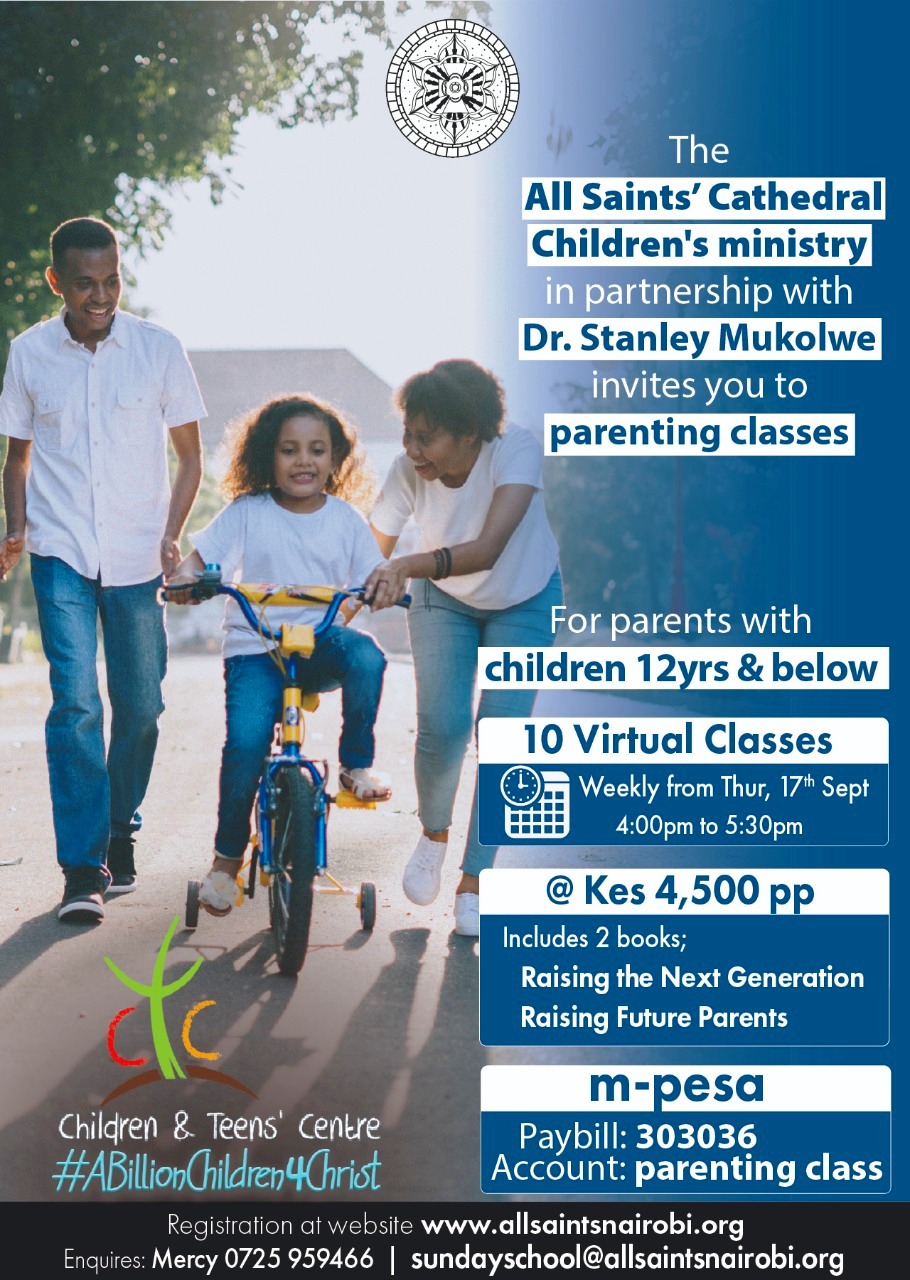 The
All Saints’ Cathedral
Children's ministry
in partnership with
Dr. Stanley Mukolwe
invites you to
parenting classes
For parents with
children 12yrs & below
10 Virtual Classes
Weekly from Thur, 17th Sept
4:00pm to 5:30pm
@ Kes 4,500 pp
Includes 2 books;
Raising the Next Generation
Raising Future Parents
m-pesa
Paybill: 303036
Account: parenting class
CTC
Children & Teens' Centre
#ABillionChildren4Christ
Registration at website www.allsaintsnairobi.org
Enquires: Mercy 0725 959466 | sundayschool@allsaintsnairobi.org